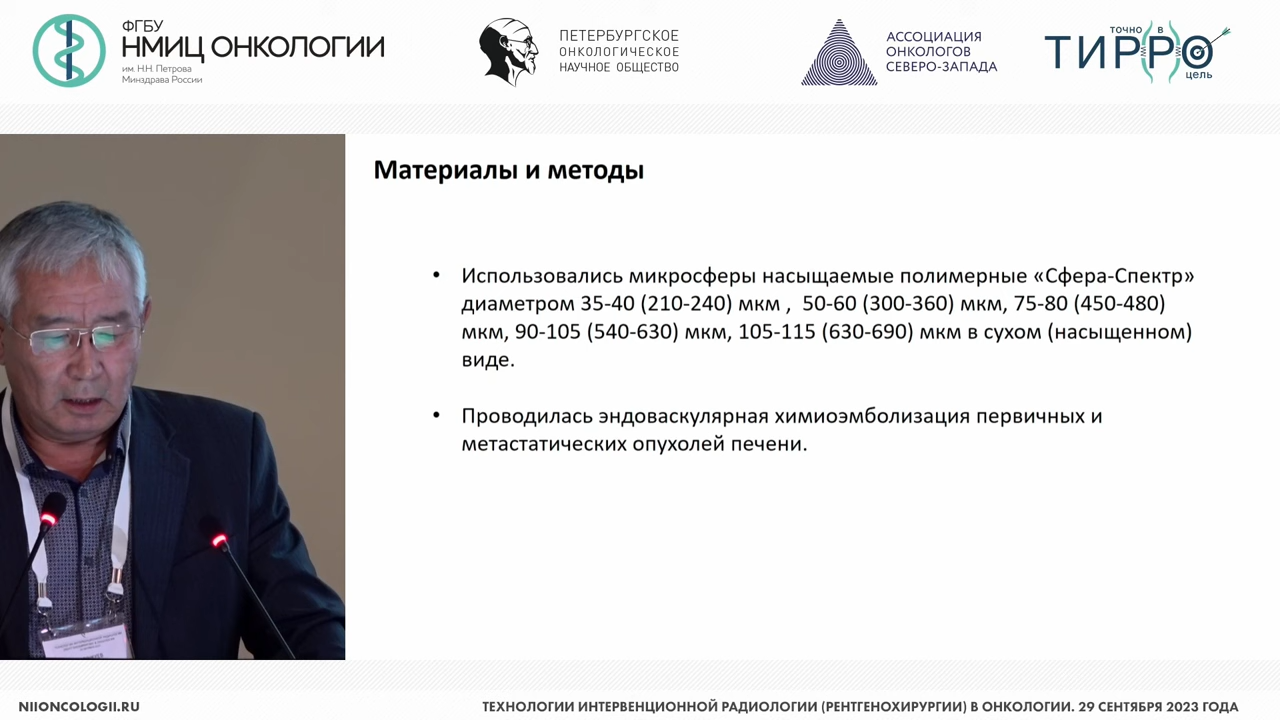 ФГБУ
НМИЦ ОНКОЛОГИИ
им. Н.Н. Петрова
Минздрава России
ПЕТЕРБУРГСКОЕ
ОНКОЛОГИЧЕСКОЕ
НАУЧНОЕ ОБЩЕСТВО
АССОЦИАЦИЯ
ОНКОЛОГОВ
СЕВЕРО-ЗАПАДА
ТОЧНО В
ТИРРО
цель
Материалы и методы
• Использовались микросферы насыщаемые полимерные «Сфера-Спектр»
диаметром 35-40 (210-240) мкм , 50-60 (300-360) мкм, 75-80 (450-480)
мкм, 90-105 (540-630) мкм, 105-115 (630-690) мкм в сухом (насыщенном)
виде.
• Проводилась эндоваскулярная химиоэмболизация первичных и
метастатических опухолей печени.
NIIONCOLOGII.RU
ТЕХНОЛОГИИ ИНТЕРВЕНЦИОННОЙ РАДИОЛОГИИ (РЕНТГЕНОХИРУРГИИ) В ОНКОЛОГИИ. 29 СЕНТЯБРЯ 2023 ГОДА